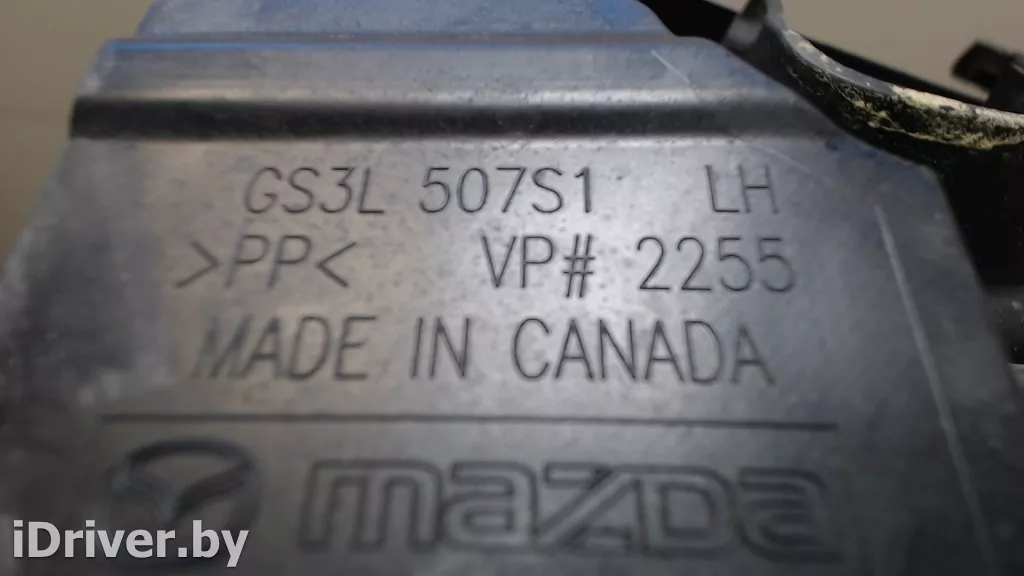 GS3L 507S1 LH
>PP< VP# 2255
MADE IN CANADA
mazDa
iDriver.by